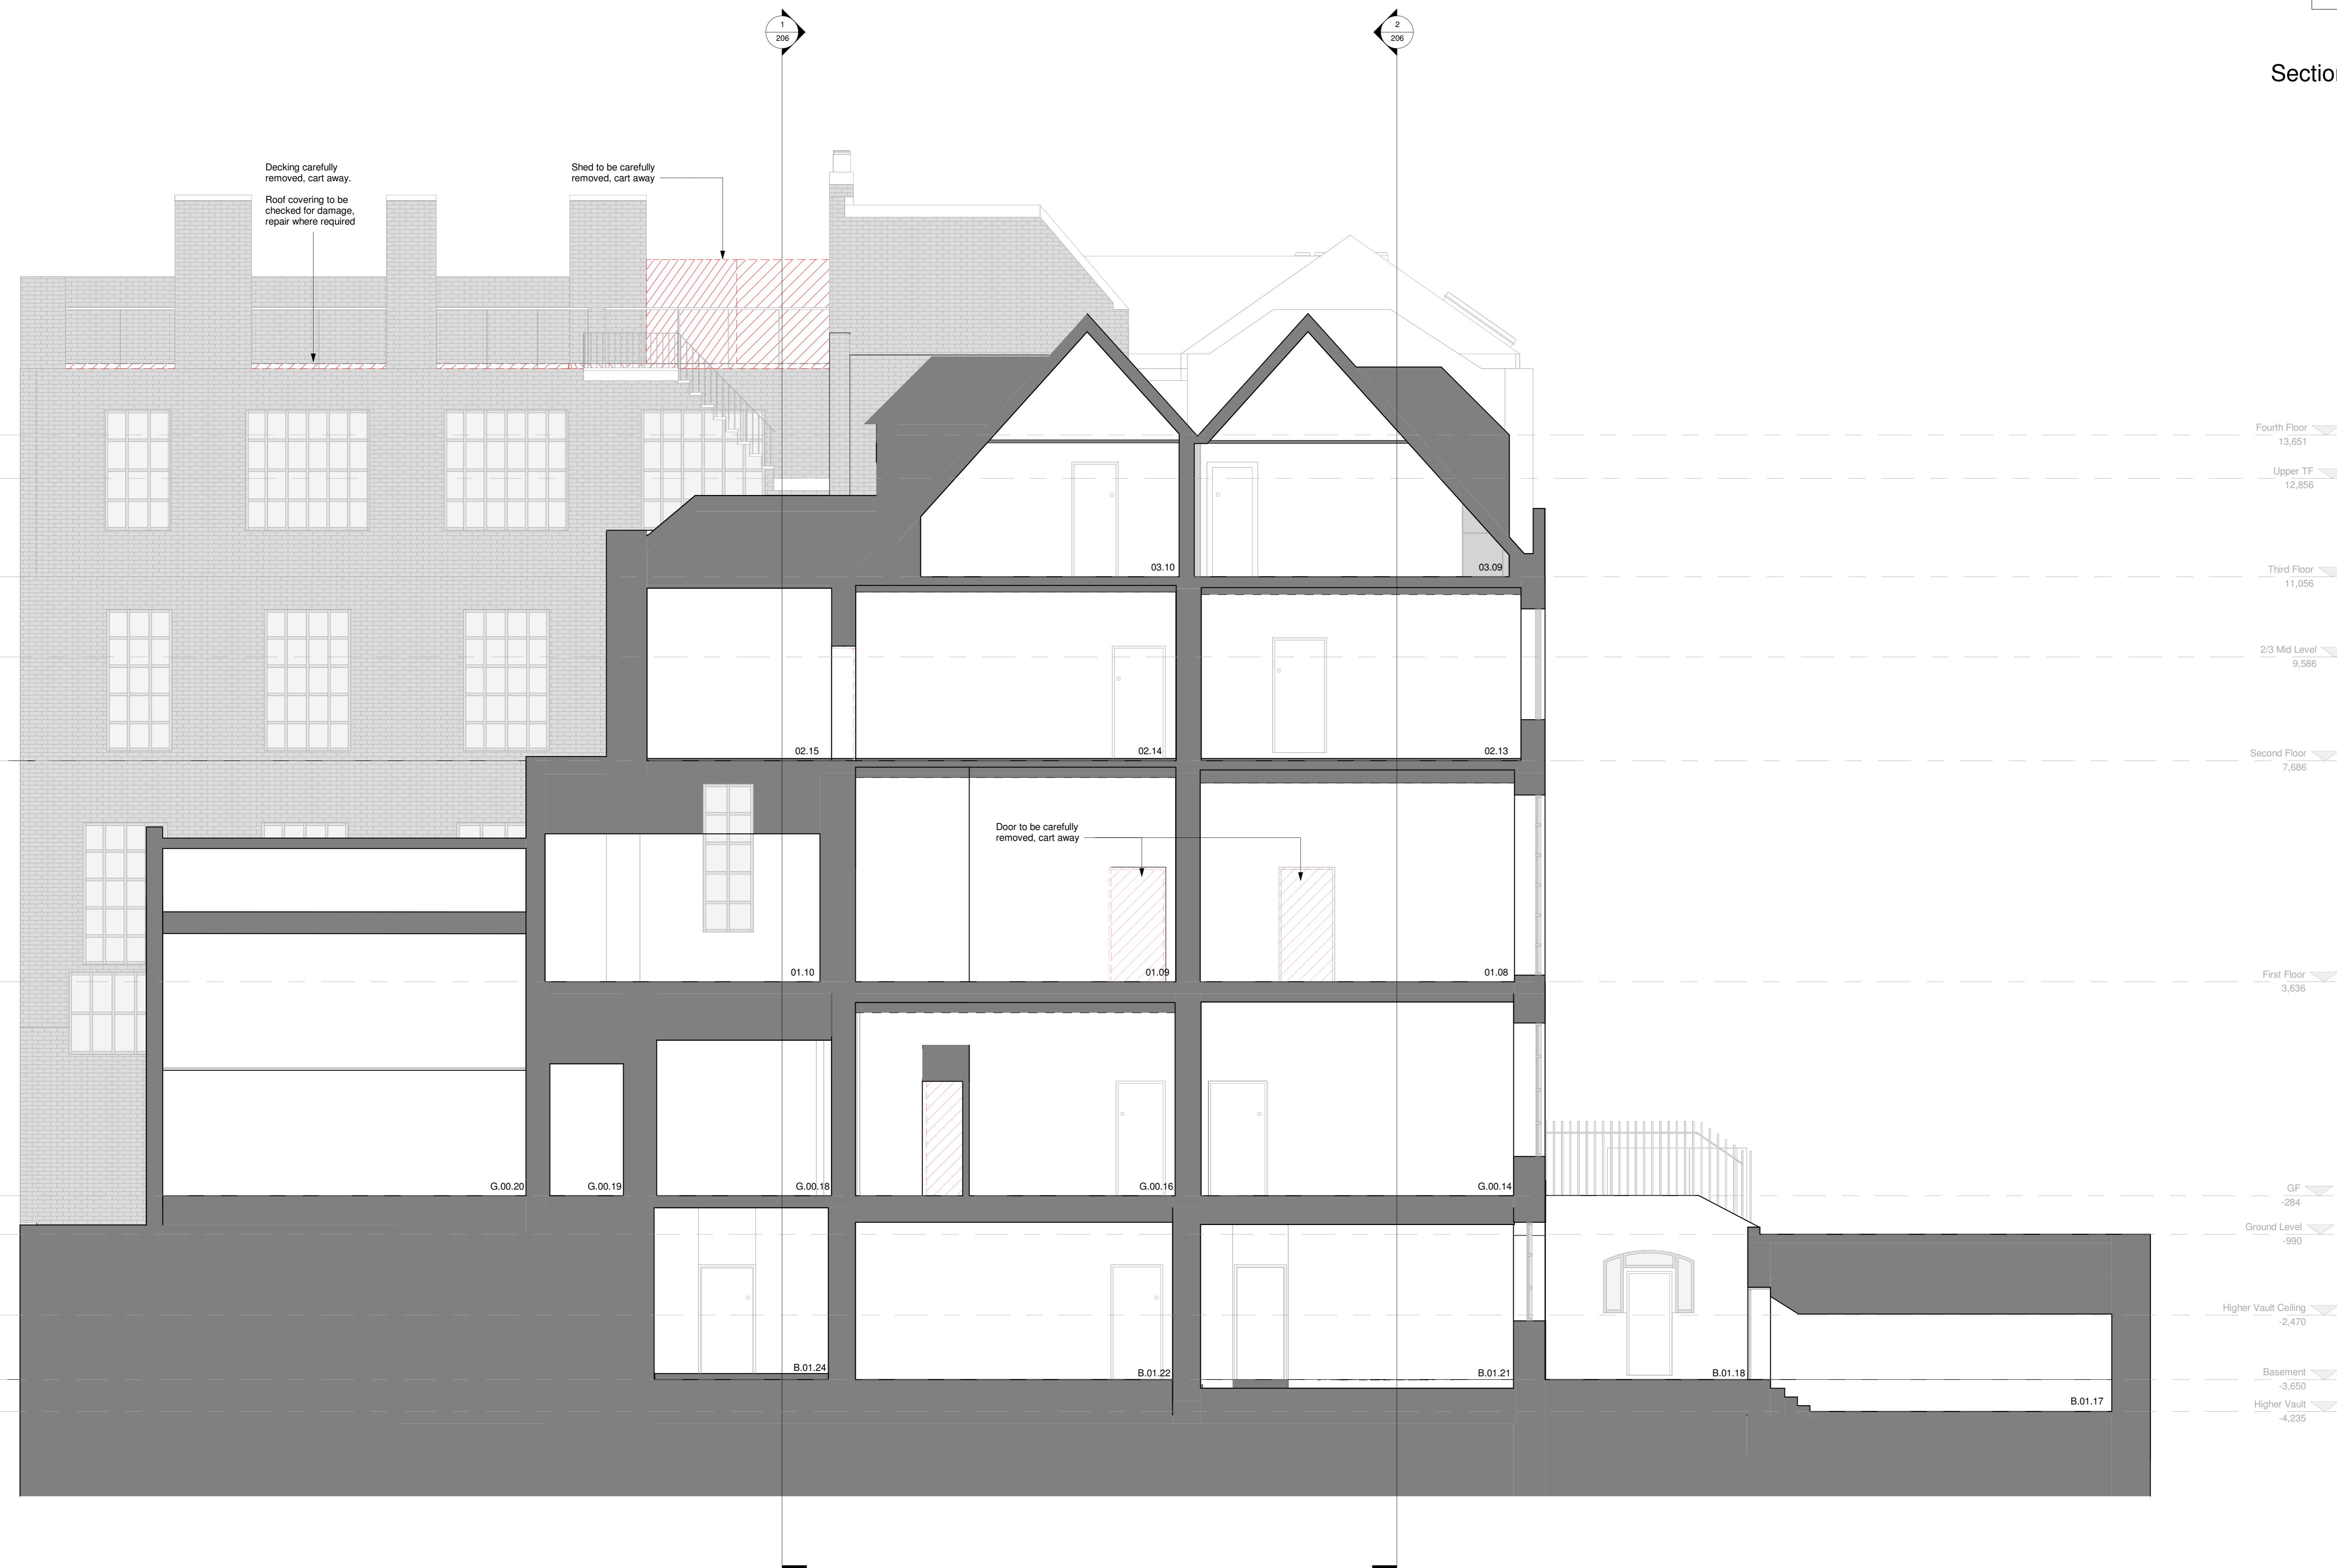 1
206
2
206
Section
Decking carefully
removed, cart away.
Roof covering to be
checked for damage,
repair where required
Shed to be carefully
removed, cart away
Fourth Floor
13,651
Upper TF
12,856
03.10
03.09
Third Floor
11,056
2/3 Mid Level
9,586
02.15
02.14
02.13
Second Floor
7,686
Door to be carefully
removed, cart away
01.10
01.09
01.08
First Floor
3,636
G.00.20
G.00.19
G.00.18
G.00.16
G.00.14
GF
-284
Ground Level
-990
Higher Vault Ceiling
-2,470
B.01.24
B.01.22
B.01.21
B.01.18
Basement
-3,650
B.01.17
Higher Vault
-4,235